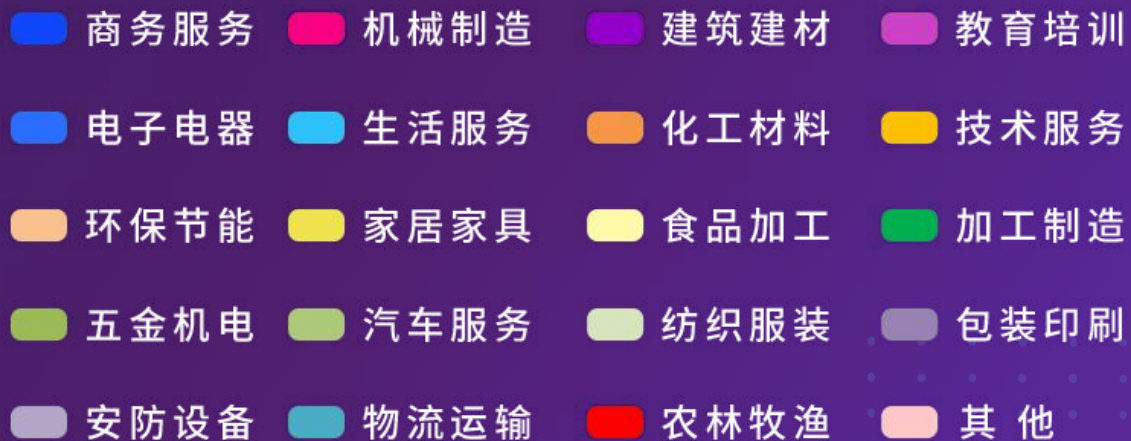 商务服务 机械制造 建筑建材 教育培训
电子电器 生活服务 化工材料 技术服务
环保节能 家居家具 食品加工 加工制造
五金机电 汽车服务 纺织服装 包装印刷
安防设备 物流运输 农林牧渔 其他